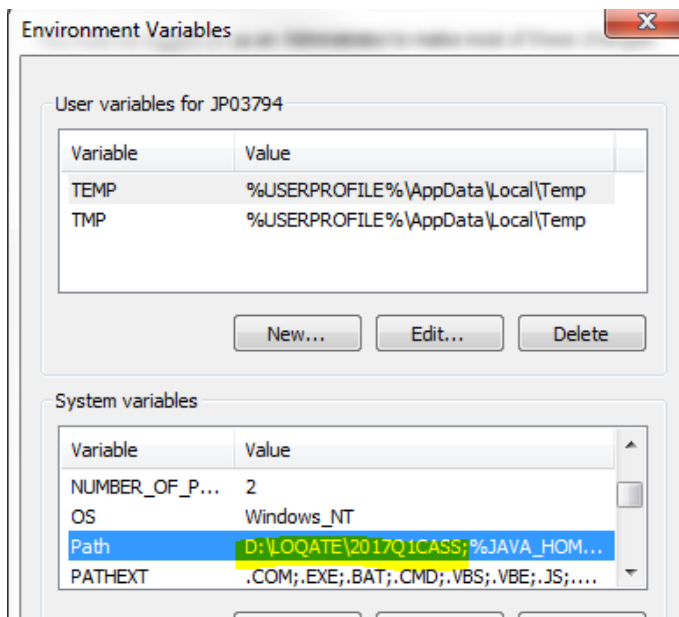 Environment Variables
User variables for JP03794
Variable Value
TEMP %USERPROFILE%\AppData\Local\Temp
TMP %USERPROFILE%\AppData\Local\Temp
New... Edit... Delete
System variables
Variable Value
NUMBER_OF_P... 2
OS Windows_NT
Path D:\LOQATE\2017Q1CASS;%JAVA_HOM...
PATHEXT .COM;.EXE;.BAT;.CMD;.VBS;.VBE;.JS;....